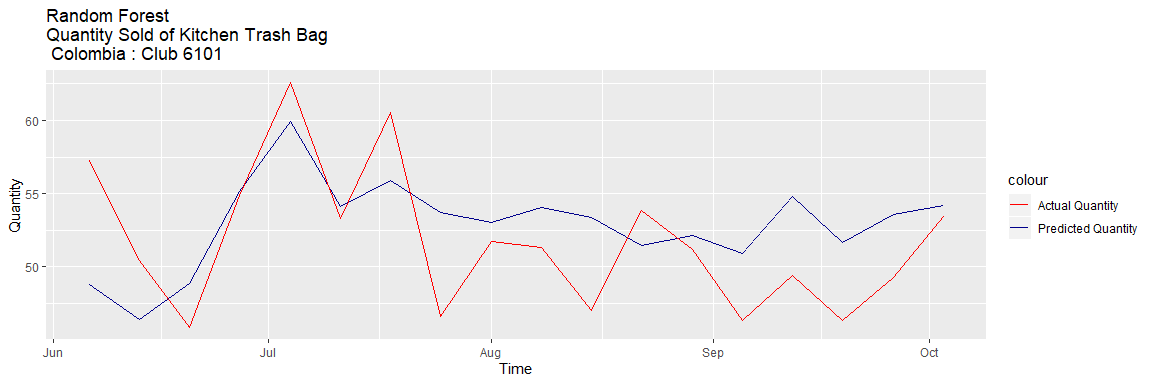 Random Forest
Quantity Sold of Kitchen Trash Bag
Colombia : Club 6101
60
55
50
Quantity
Jun Jul Aug Sep Oct
Time
colour
Actual Quantity
Predicted Quantity